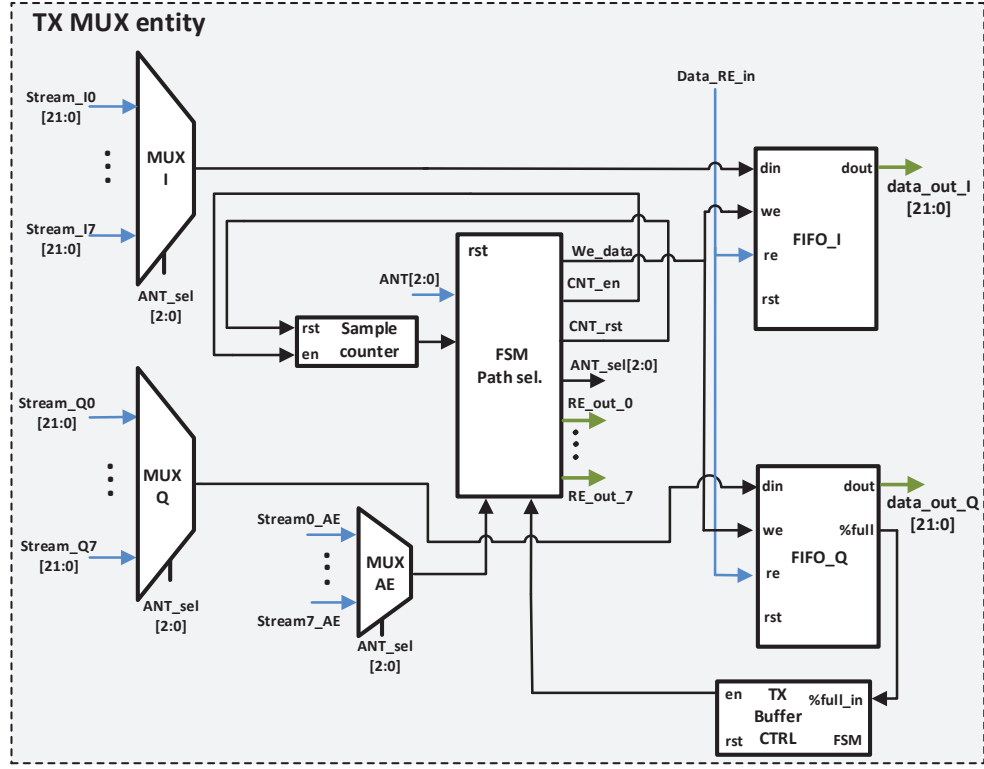 TX MUX entity
Stream_I0
[21:0]
MUX
I
Stream_I7
[21:0]
ANT_sel
[2:0]
Data_RE_in
din
dout
we
FIFO_I
re
rst
data_out_I
[21:0]
rst
We_data
ANT[2:0]
CNT_en
CNT_rst
FSM
Path sel.
ANT_sel[2:0]
RE_out_0
RE_out_7
rst
en
Sample
counter
Stream_Q0
[21:0]
MUX
Q
Stream_Q7
[21:0]
ANT_sel
[2:0]
Stream0_AE
MUX
AE
Stream7_AE
ANT_sel
[2:0]
din
dout
we
%full
FIFO_Q
re
rst
data_out_Q
[21:0]
en
TX
%full_in
Buffer
rst
CTRL
FSM